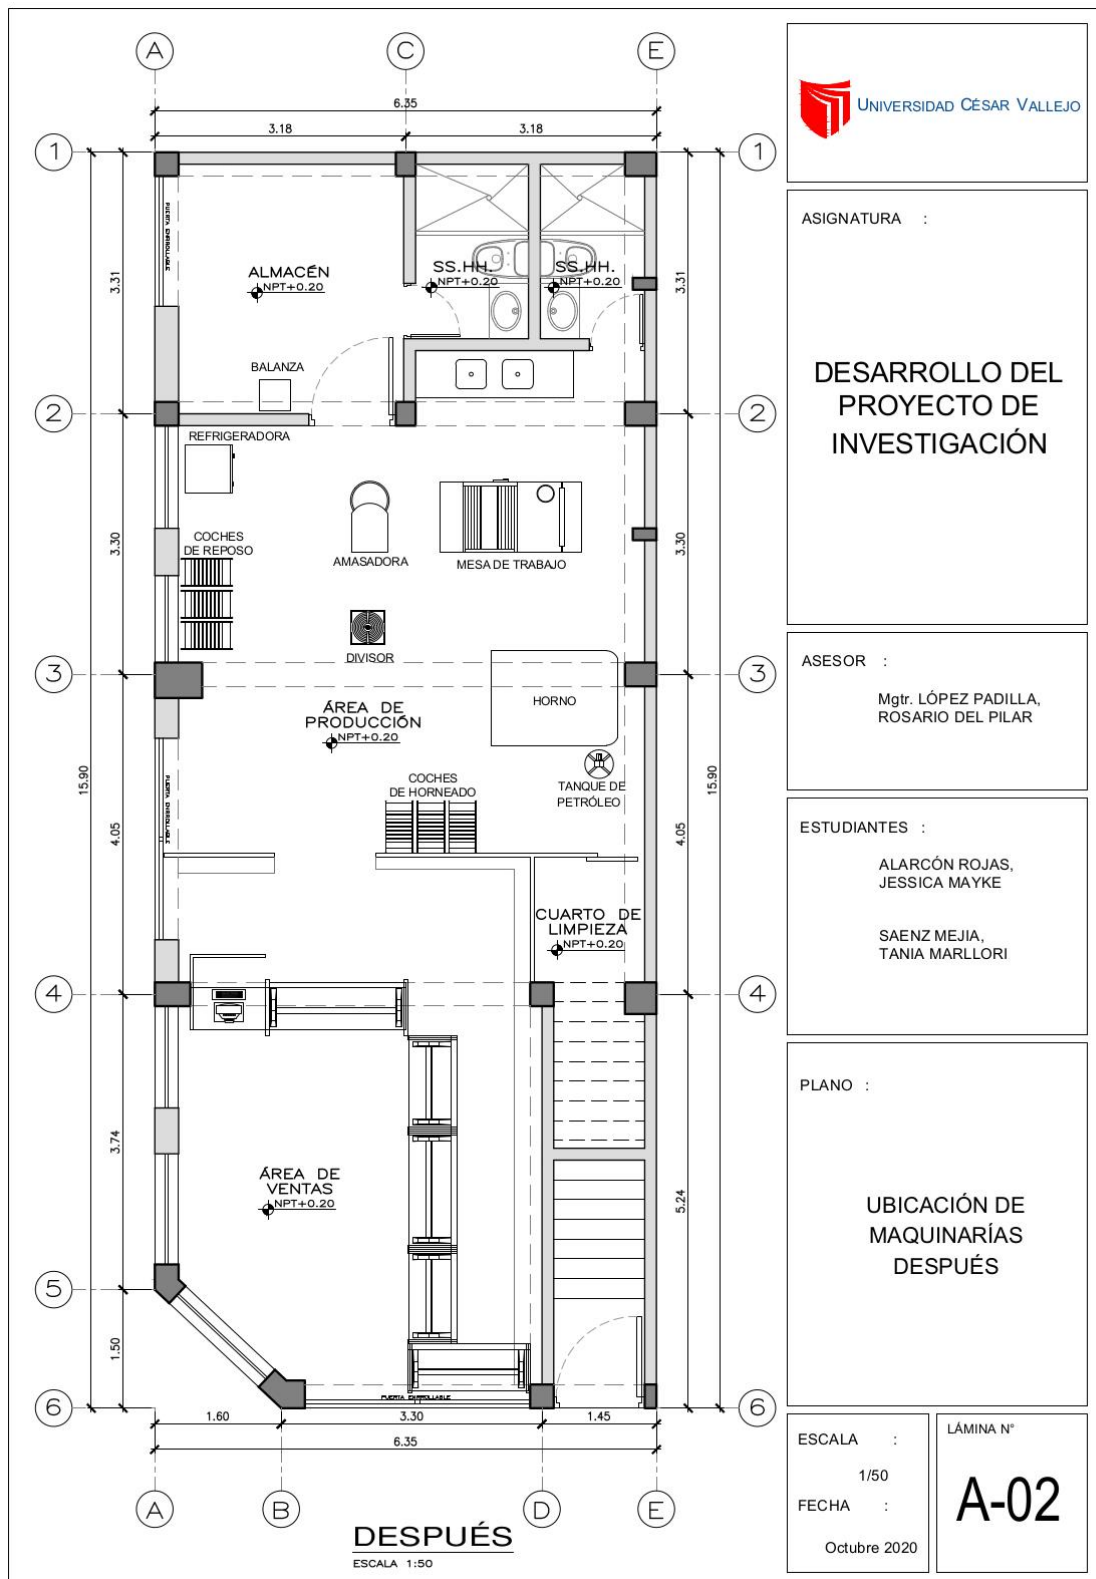 A
C
E
6.35
3.18
3.18
1
1
UNIVERSIDAD CÉSAR VALLEJO
PUERTA ENRROLLABLE
3.31
3.31
ALMACÉN
NPT+0.20
SS.HH.
NPT+0.20
SS.HH.
NPT+0.20
BALANZA
2
2
REFRIGERADORA
3.30
3.30
COCHES
DE REPOSO
AMASADORA
MESA DE TRABAJO
DIVISOR
3
3
HORNO
ÁREA DE
PRODUCCIÓN
NPT+0.20
15.90
15.90
PUERTA ENRROLLABLE
COCHES
DE HORNEADO
TANQUE DE
PETRÓLEO
4.05
4.05
CUARTO DE
LIMPIEZA
NPT+0.20
4
4
3.74
ÁREA DE
VENTAS
NPT+0.20
5.24
5
1.50
PUERTA ENRROLLABLE
6
6
1.60
3.30
1.45
6.35
A
B
D
E
DESPUÉS
ESCALA 1:50
ASIGNATURA :
DESARROLLO DEL
PROYECTO DE
INVESTIGACIÓN
ASESOR :
Mgtr. LÓPEZ PADILLA,
ROSARIO DEL PILAR
ESTUDIANTES :
ALARCÓN ROJAS,
JESSICA MAYKE
SAENZ MEJIA,
TANIA MARLLORI
PLANO :
UBICACIÓN DE
MAQUINARÍAS
DESPUÉS
ESCALA :
1/50
FECHA :
Octubre 2020
LÁMINA N°
A-02